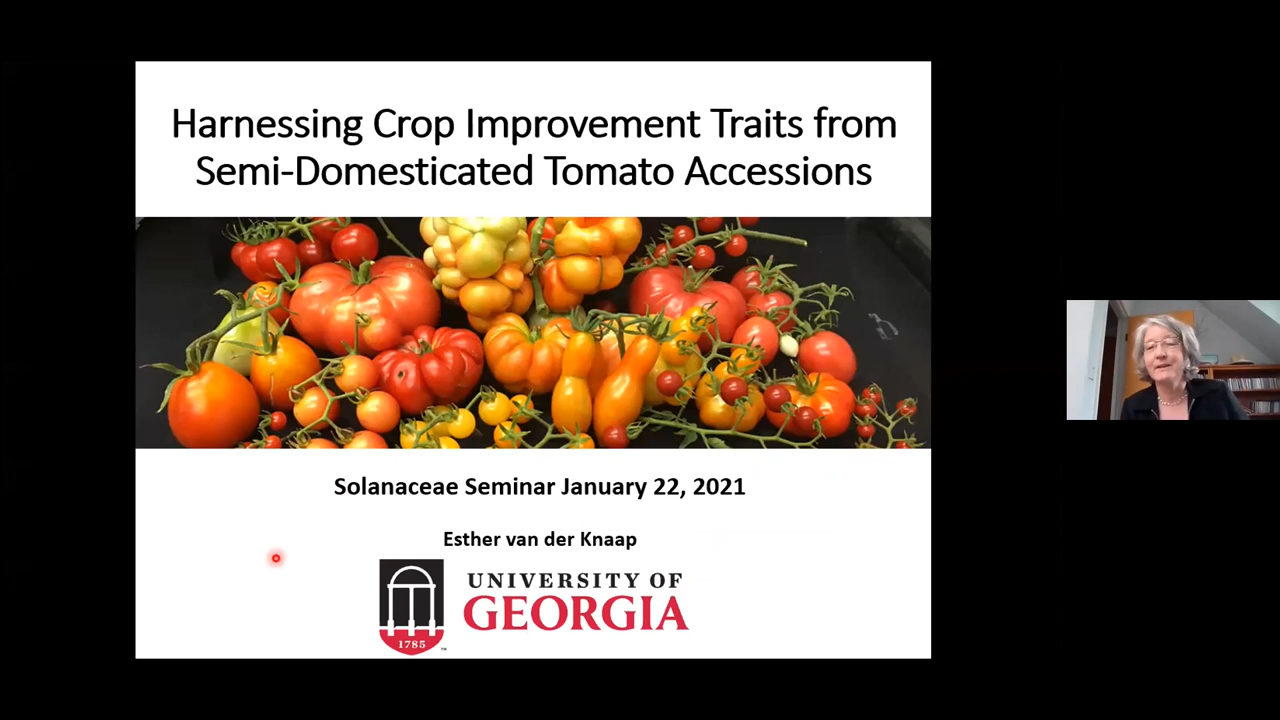 Harnessing Crop Improvement Traits from
Semi-Domesticated Tomato Accessions
Solanaceae Seminar January 22, 2021
Esther van der Knaap
UNIVERSITY OF
GEORGIA
1785
TM